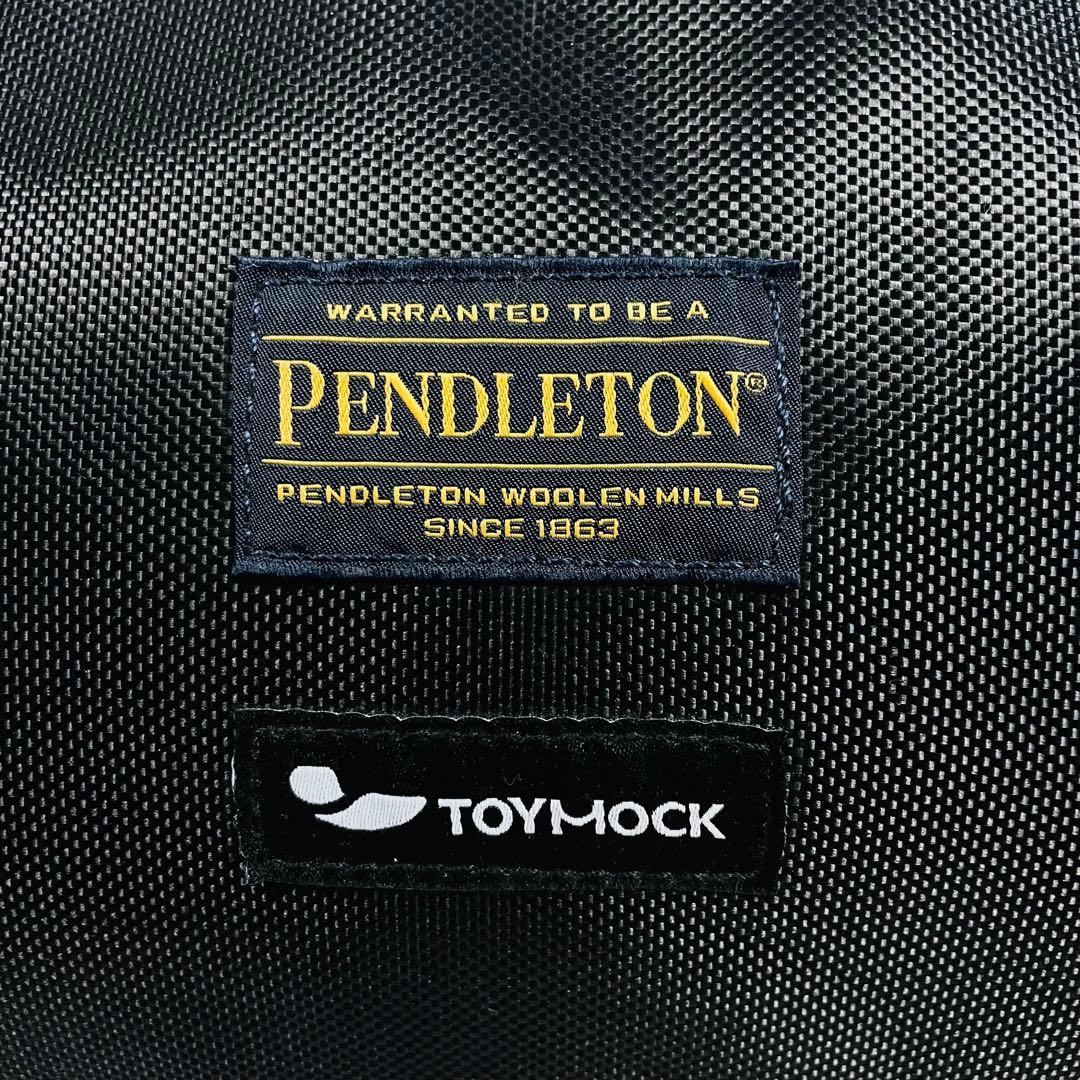 WARRANTED TO BE A
PENDLETON®
PENDLETON WOOLEN MILLS
SINCE 1863
TOYMOCK